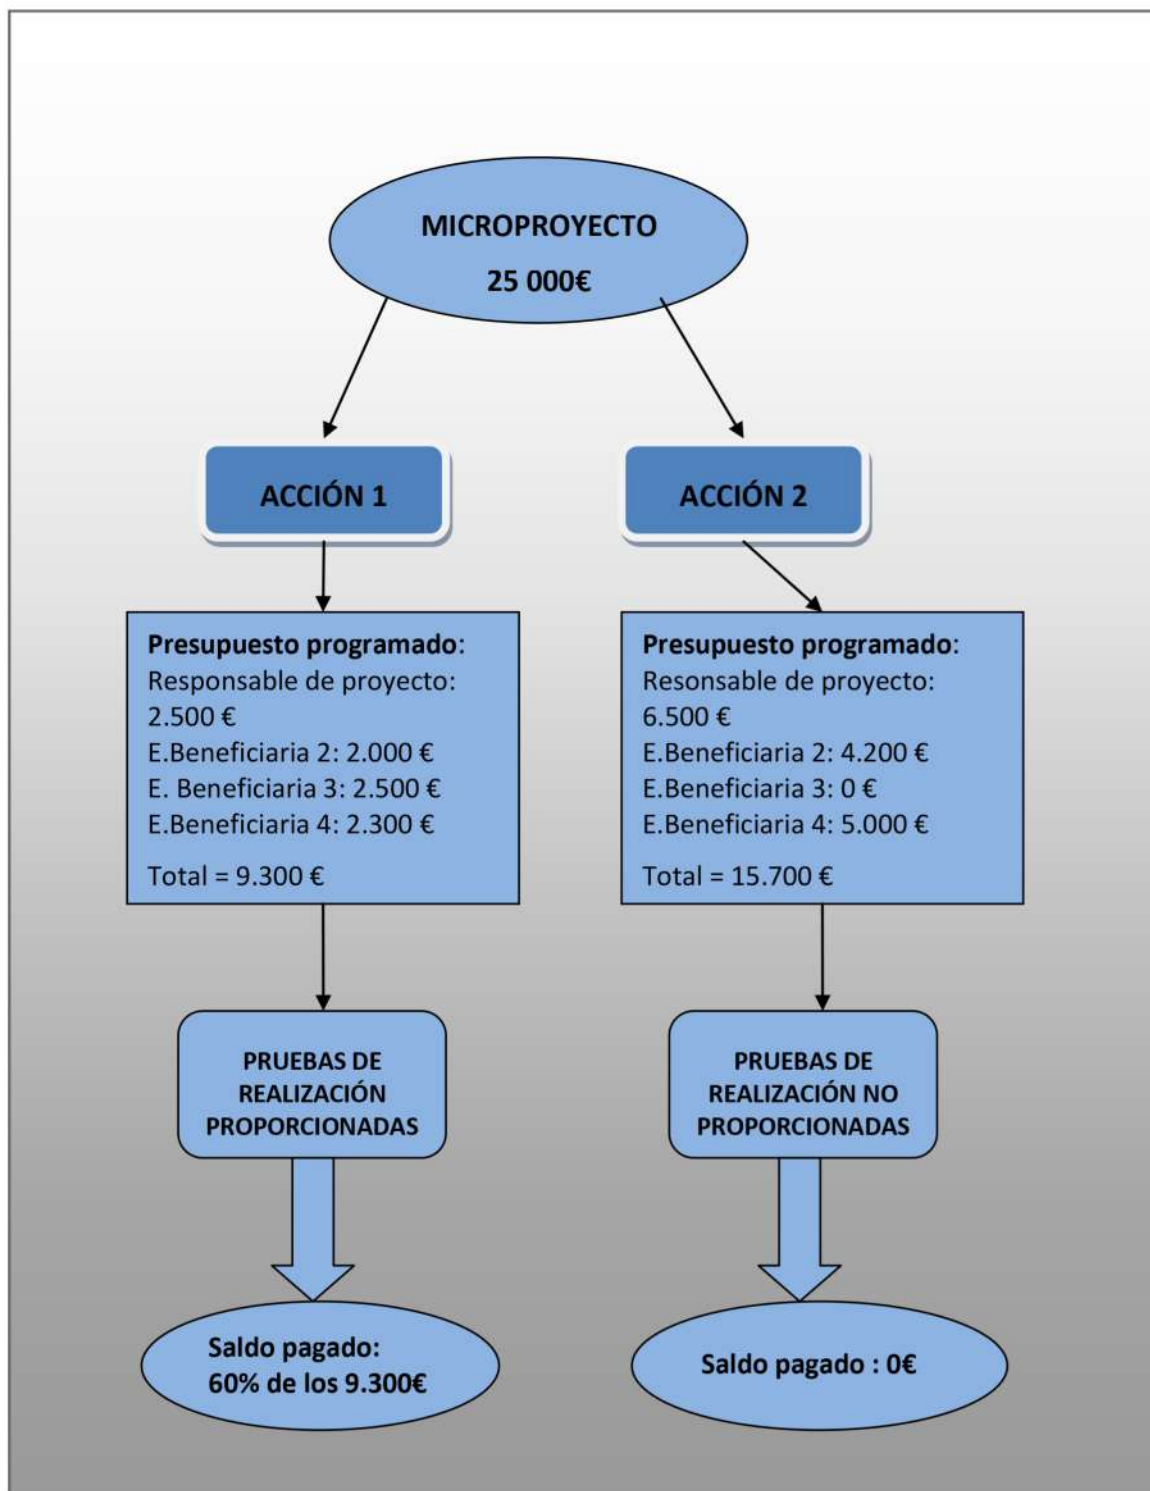 MICROPROYECTO
25 000€
ACCIÓN 1
ACCIÓN 2
Presupuesto programado:
Responsable de proyecto:
2.500 €
E.Beneficiaria 2: 2.000 €
E. Beneficiaria 3: 2.500 €
E.Beneficiaria 4: 2.300 €
Total = 9.300 €
Presupuesto programado:
Resonsable de proyecto:
6.500 €
E.Beneficiaria 2: 4.200 €
E.Beneficiaria 3: 0 €
E.Beneficiaria 4: 5.000 €
Total = 15.700 €
PRUEBAS DE
REALIZACIÓN
PROPORCIONADAS
PRUEBAS DE
REALIZACIÓN NO
PROPORCIONADAS
Saldo pagado:
60% de los 9.300€
Saldo pagado : 0€